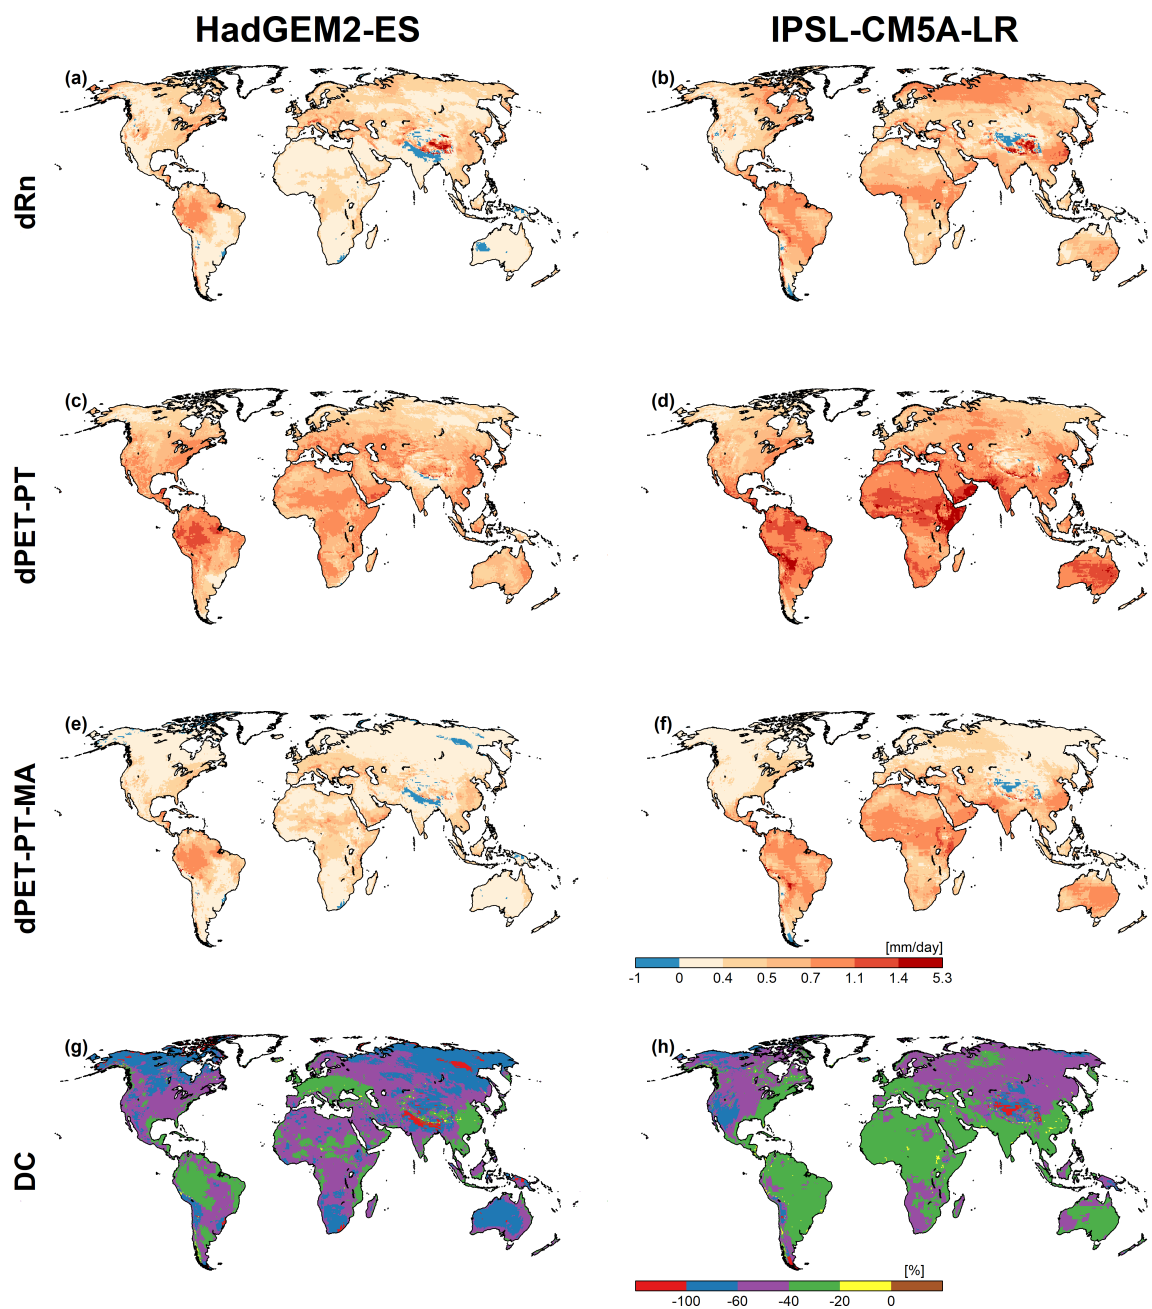 HadGEM2-ES IPSL-CM5A-LR
(a) (b)
dRn
(c) (d)
dPET-PT
(e) (f)
dPET-PT-MA
[mm/day]
-1 0 0.4 0.5 0.7 1.1 1.4 5.3
(g) (h)
DC
[%]
-100 -60 -40 -20 0